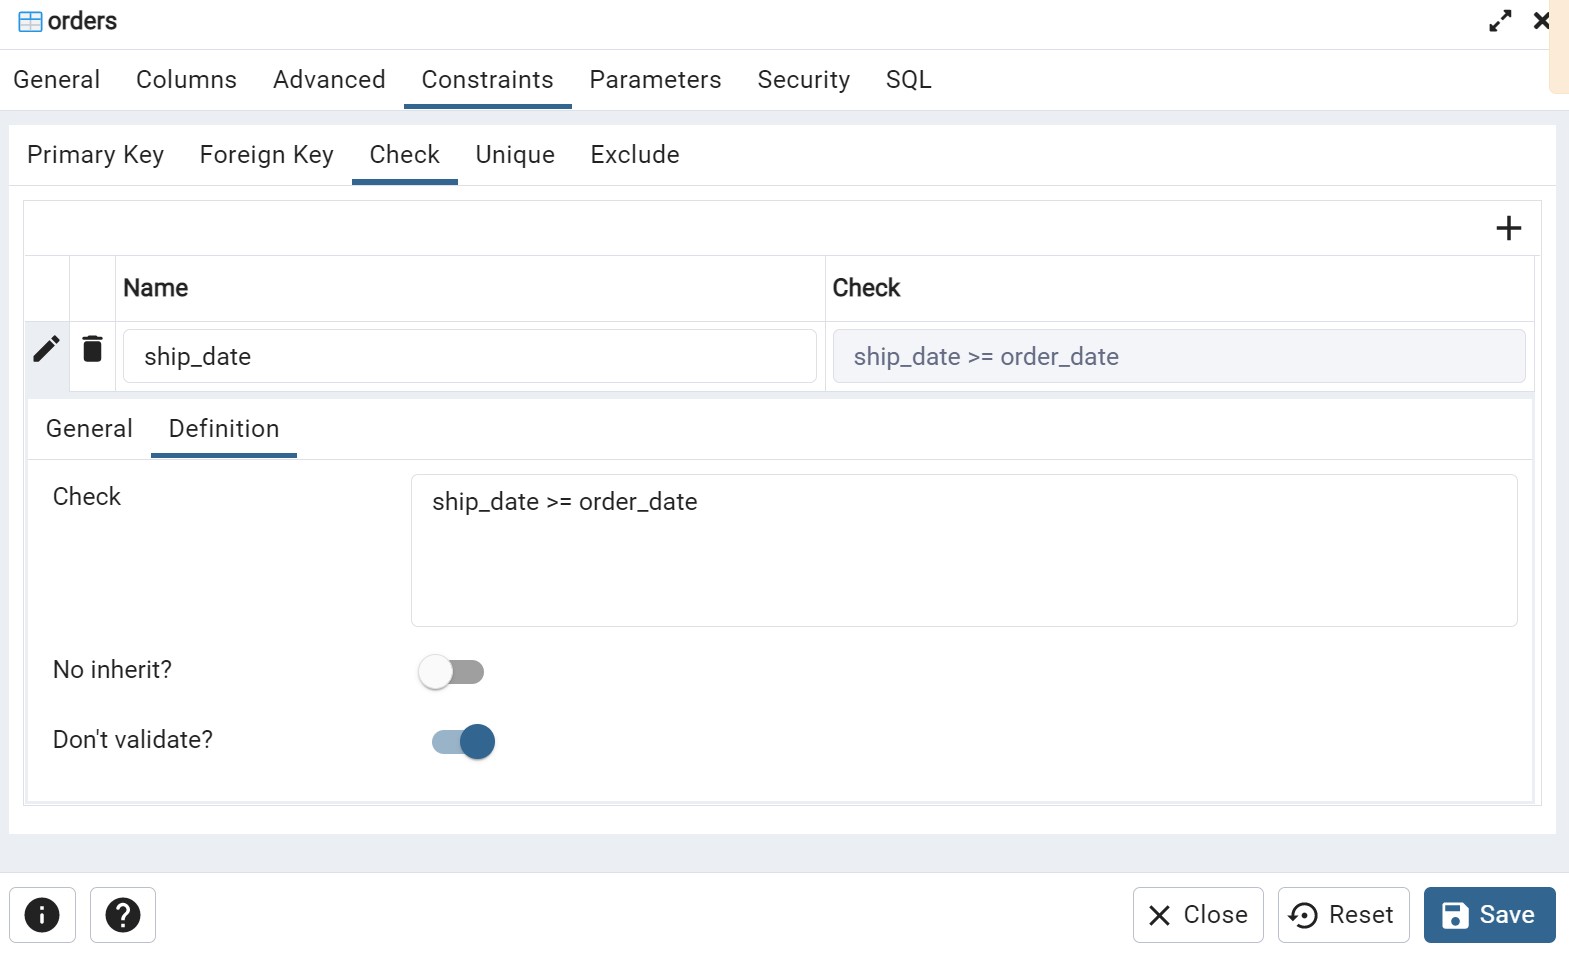 orders
General Columns Advanced Constraints Parameters Security SQL
Primary Key Foreign Key Check Unique Exclude
Name Check
ship_date ship_date >= order_date
General Definition
Check ship_date >= order_date
No inherit?
Don't validate?
Close Reset Save